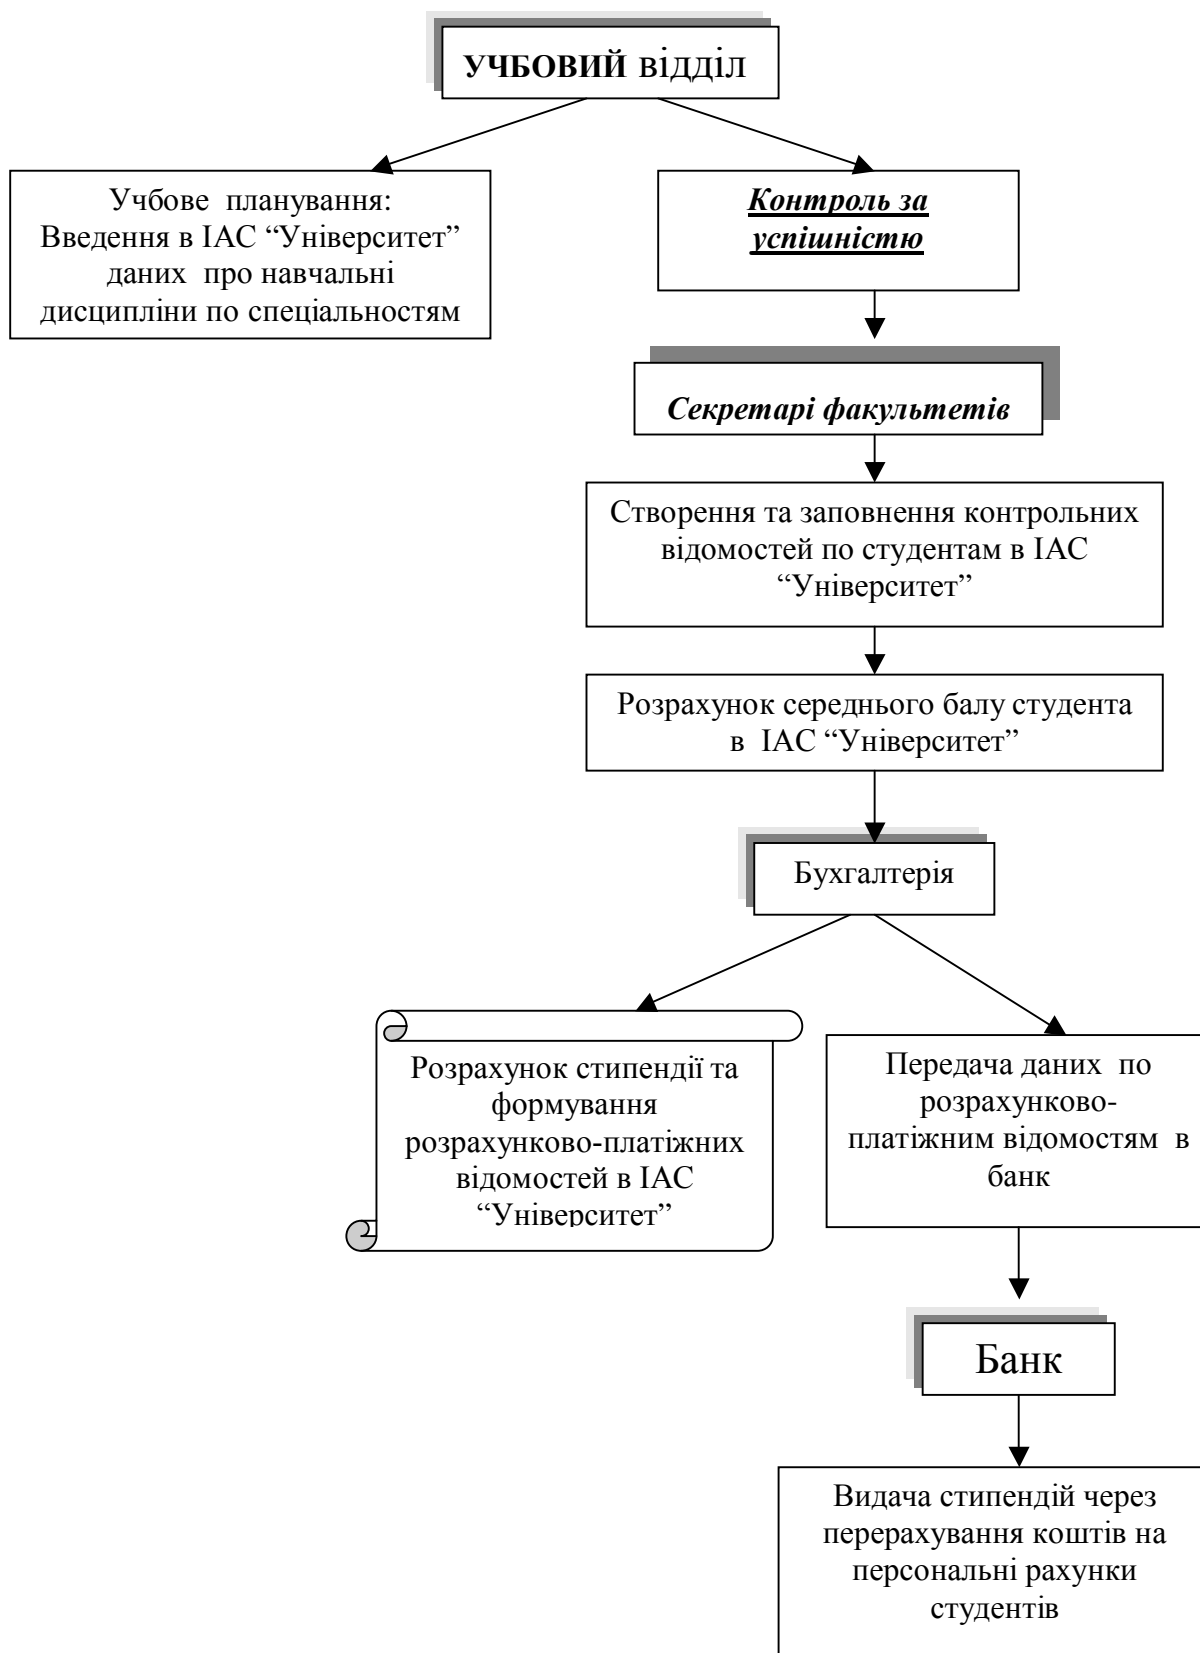 УЧБОВИЙ відділ
Учбове планування:
Введення в ІАС “Університет”
даних про навчальні
дисципліни по спеціальностям
Контроль за
успішністю
Секретарі факультетів
Створення та заповнення контрольних
відомостей по студентам в ІАС
“Університет”
Розрахунок середнього балу студента
в ІАС “Університет”
Бухгалтерія
Розрахунок стипендії та
формування
розрахунково-платіжних
відомостей в ІАС
“Університет”
Передача даних по
розрахунково-
платіжним відомостям в
банк
Банк
Видача стипендій через
перерахування коштів на
персональні рахунки
студентів